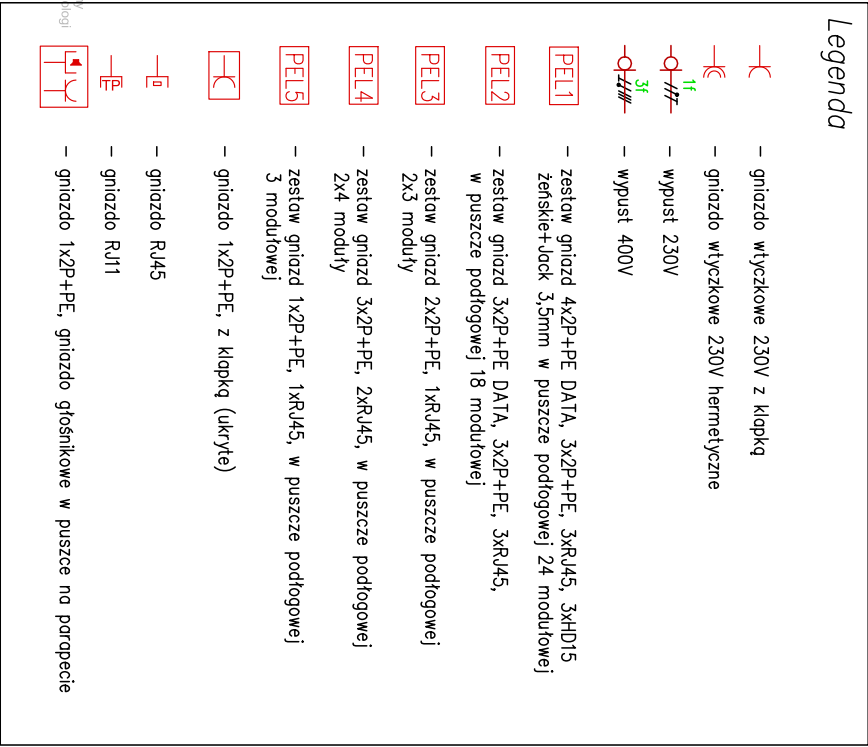 Legenda
– gniazdo wtyczkowe 230V z klapką
– gniazdo wtyczkowe 230V hermetyczne
1f – wypust 230V
3f – wypust 400V
PEL1 – zestaw gniazd 4x2P+PE DATA, 3x2P+PE, 3xRJ45, 3xHD15
żeńskie+Jack 3,5mm w puszcze podłogowej 24 modułowej
PEL2 – zestaw gniazd 3x2P+PE DATA, 3x2P+PE, 3xRJ45,
w puszcze podłogowej 18 modułowej
PEL3 – zestaw gniazd 2x2P+PE, 1xRJ45, w puszcze podłogowej
2x3 moduły
PEL4 – zestaw gniazd 3x2P+PE, 2xRJ45, w puszcze podłogowej
2x4 moduły
PEL5 – zestaw gniazd 1x2P+PE, 1xRJ45, w puszcze podłogowej
3 modułowej
– gniazdo 1x2P+PE, z klapką (ukryte)
– gniazdo RJ45
TP – gniazdo RJ11
– gniazdo 1x2P+PE, gniazdo głośnikowe w puszce na parapecie